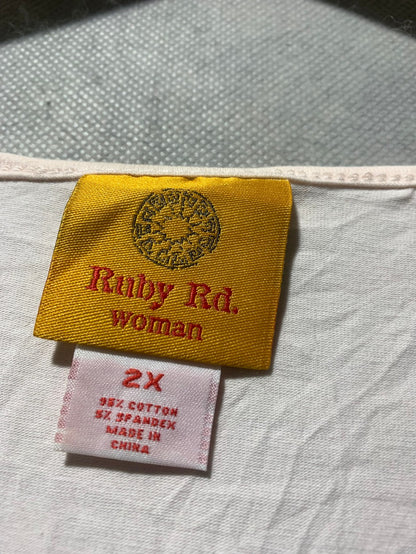 Ruby Rd.
woman
2X
95% COTTON
5% SPANDEX
MADE IN
CHINA